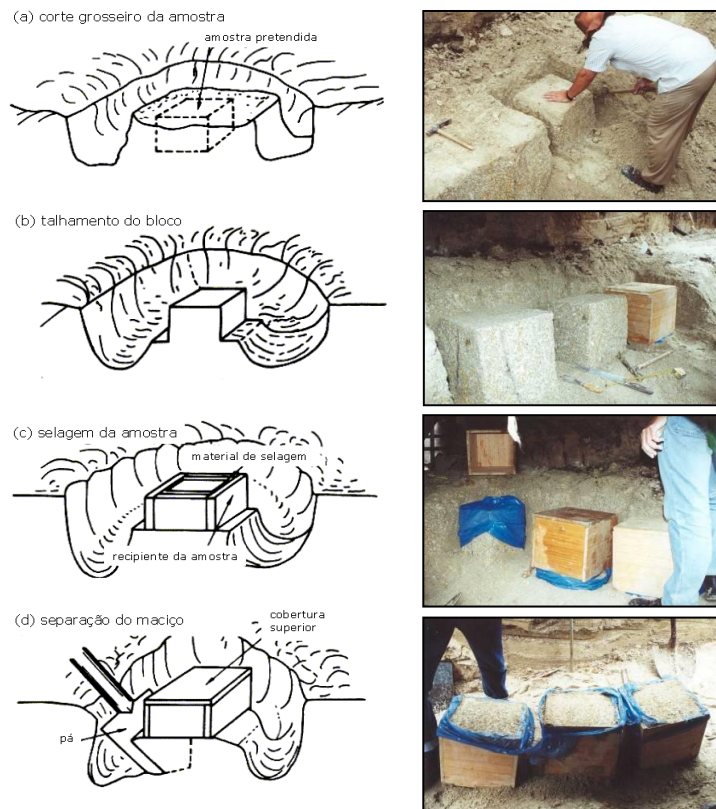 (a) corte grosseiro da amostra
amostra pretendida
(b) talhamento do bloco
(c) selagem da amostra
material de selagem
recipiente da amostra
(d) separação do maciço
cobertura
superior
pá